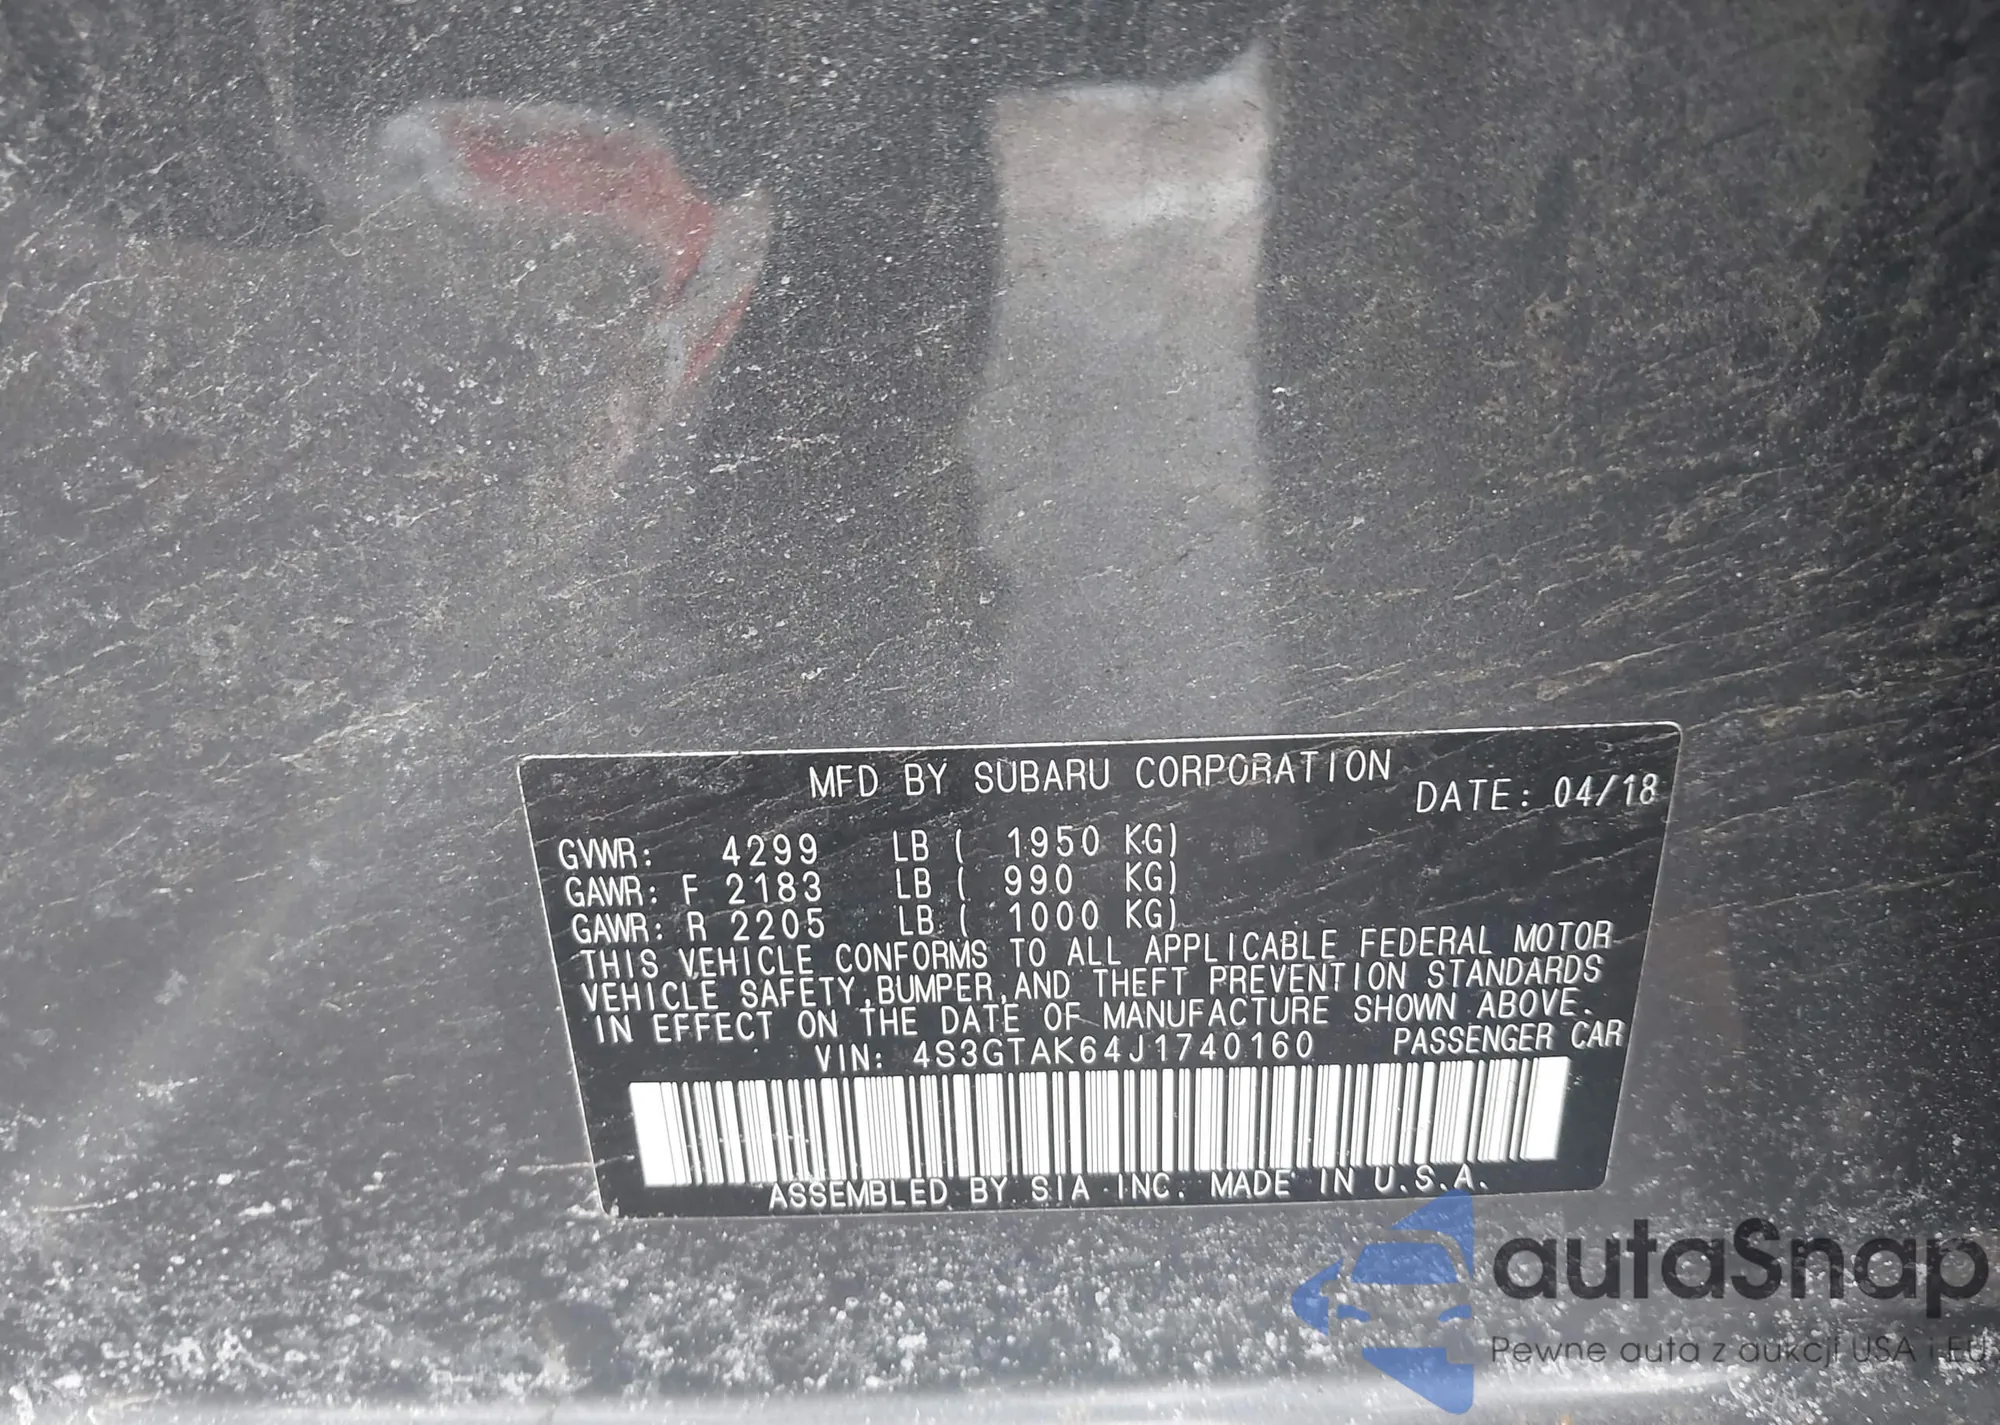 MFD BY SUBARU CORPORATION
DATE: 04/18
GVWR: 4299 LB ( 1950 KG)
GAWR: F 2183 LB ( 990 KG)
GAWR: R 2205 LB ( 1000 KG)
THIS VEHICLE CONFORMS TO ALL APPLICABLE FEDERAL MOTOR
VEHICLE SAFETY,BUMPER,AND THEFT PREVENTION STANDARDS
IN EFFECT ON THE DATE OF MANUFACTURE SHOWN ABOVE.
VIN: 4S3GTAK64J1740160 PASSENGER CAR
ASSEMBLED BY SIA INC. MADE IN U.S.A.
autaSnap
Pewne auta z aukcji USA i EU